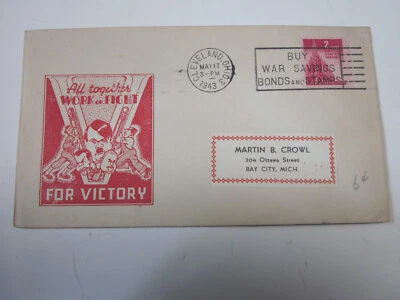 All together
WORK or FIGHT
FOR VICTORY
CLEVELAND, OHIO
MAY 11
3-PM
1943
BUY
WAR SAVINGS
BONDS AND STAMPS
2
MARTIN B. CROWL
204 Ottawa Street
BAY CITY, MICH.